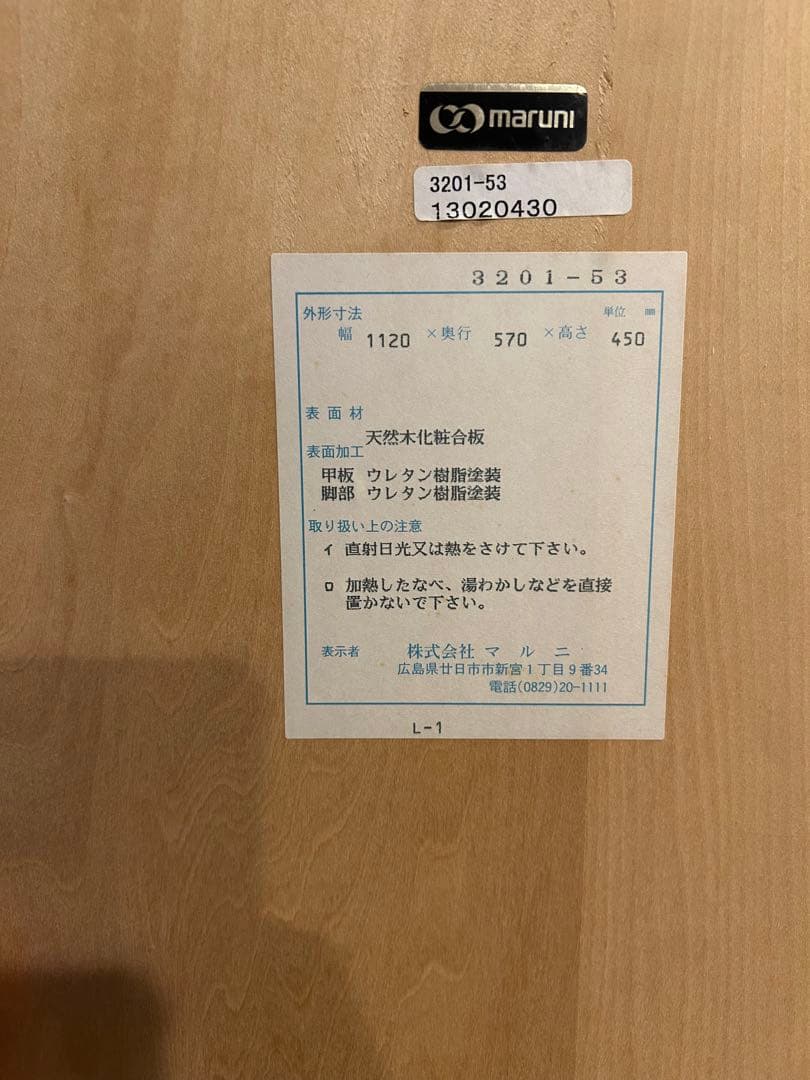 maruni
3201-53
13020430
3201-53
外形寸法 単位 mm
幅 1120 ×奥行 570 ×高さ 450
表面材
天然木化粧合板
表面加工
甲板 ウレタン樹脂塗装
脚部 ウレタン樹脂塗装
取り扱い上の注意
イ 直射日光又は熱をさけて下さい。
ロ 加熱したなべ、湯わかしなどを直接
置かないで下さい。
表示者 株式会社 マルニ
広島県廿日市市新宮1丁目9番34
電話(0829)20-1111
L-1